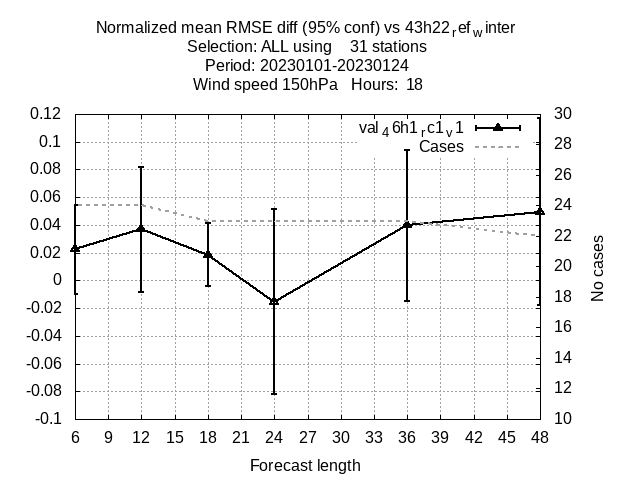 Normalized mean RMSE diff (95% conf) vs 43h22refwinter
Selection: ALL using 31 stations
Period: 20230101-20230124
Wind speed 150hPa Hours: 18
val46h1rc1v1
Cases
0.12
0.1
0.08
0.06
0.04
0.02
0
-0.02
-0.04
-0.06
-0.08
-0.1
30
28
26
24
22
20
18
16
14
12
10
No cases
6 9 12 15 18 21 24 27 30 33 36 39 42 45 48
Forecast length